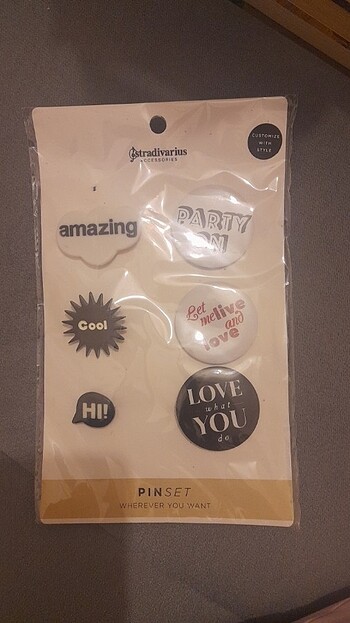 CUSTOMIZE
WITH
STYLE
stradivarius
ACCESSORIES
amazing
PARTY
ON
Cool
Let
me live
and
love
HI!
LOVE
what
YOU
do
PINSET
WHEREVER YOU WANT